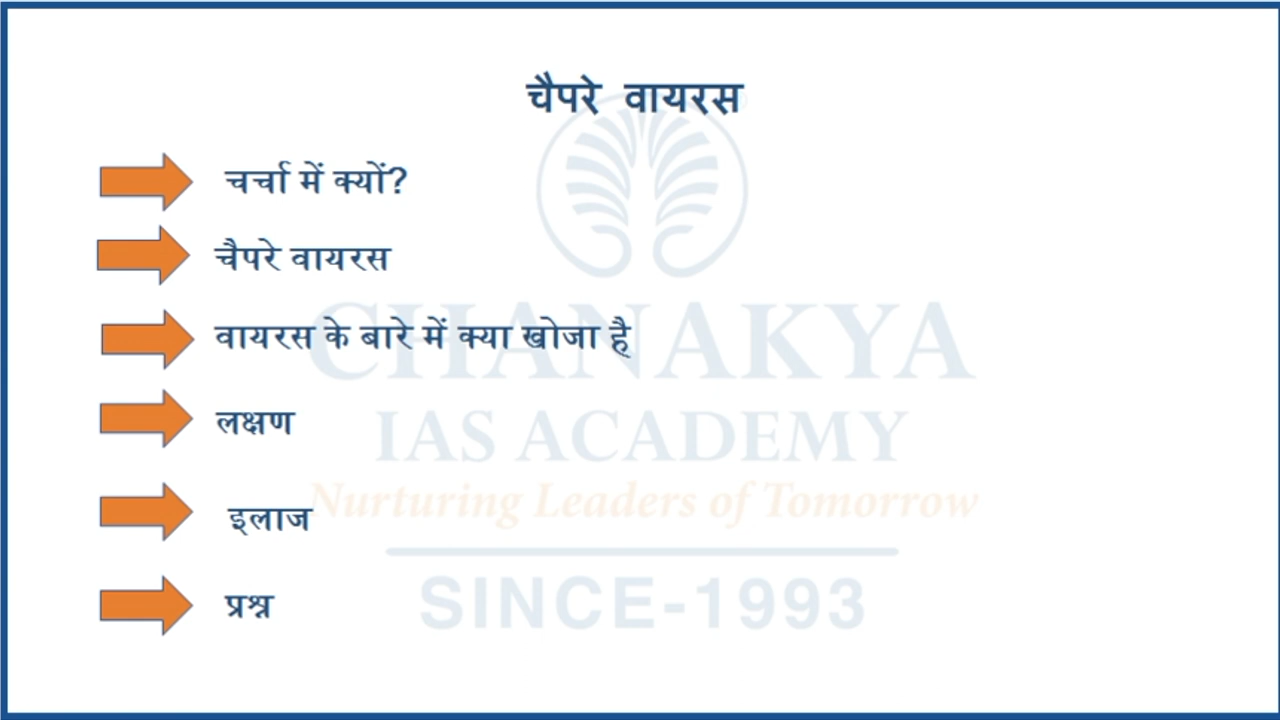 चैपरे वायरस
चर्चा में क्यों?
चैपरे वायरस
वायरस के बारे में क्या खोजा है
लक्षण
इलाज
प्रश्न
CHANAKYA
IAS ACADEMY
Nurturing Leaders of Tomorrow
SINCE-1993